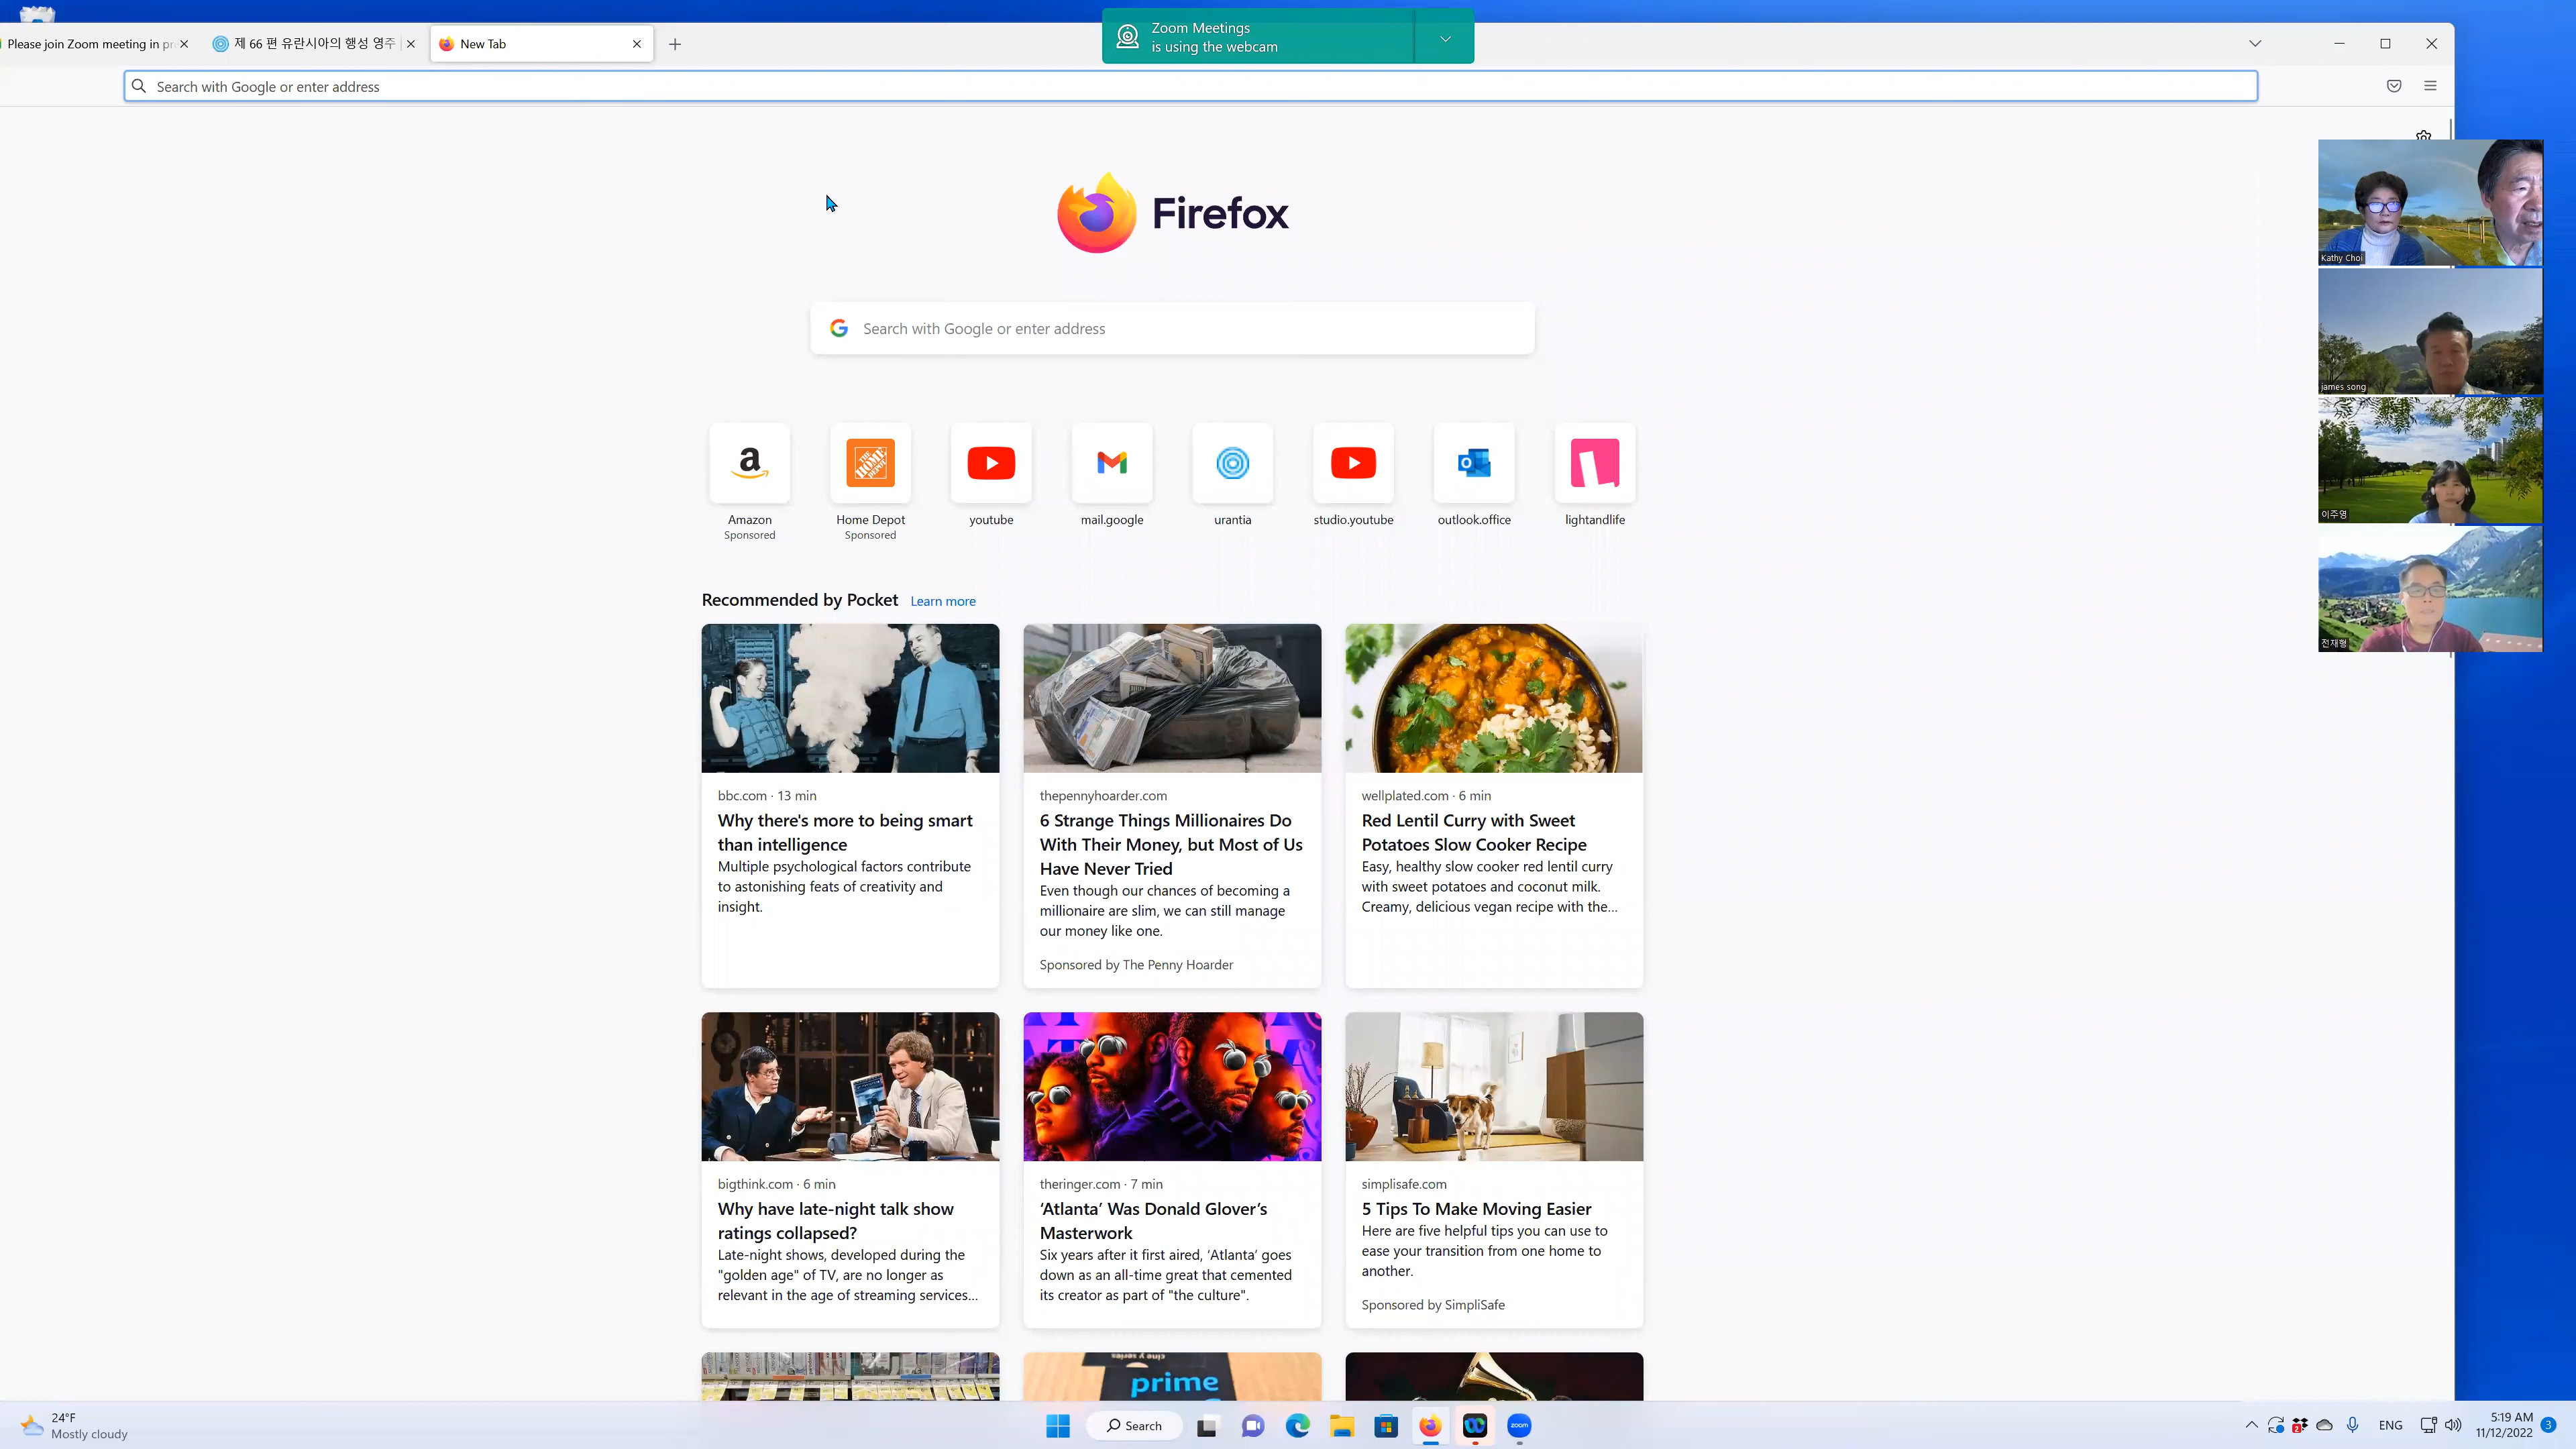 Please join Zoom meeting in pr
제 66 편 유란시아의 행성 영주
New Tab
Zoom Meetings
is using the webcam
Search with Google or enter address
Firefox
Search with Google or enter address
Amazon
Sponsored
Home Depot
Sponsored
youtube
mail.google
urantia
studio.youtube
outlook.office
lightandlife
Kathy Choi
james song
이주영
전재형
Recommended by Pocket Learn more
bbc.com · 13 min
Why there's more to being smart
than intelligence
Multiple psychological factors contribute
to astonishing feats of creativity and
insight.
thepennyhoarder.com
6 Strange Things Millionaires Do
With Their Money, but Most of Us
Have Never Tried
Even though our chances of becoming a
millionaire are slim, we can still manage
our money like one.
Sponsored by The Penny Hoarder
wellplated.com · 6 min
Red Lentil Curry with Sweet
Potatoes Slow Cooker Recipe
Easy, healthy slow cooker red lentil curry
with sweet potatoes and coconut milk.
Creamy, delicious vegan recipe with the...
bigthink.com · 6 min
Why have late-night talk show
ratings collapsed?
Late-night shows, developed during the
"golden age" of TV, are no longer as
relevant in the age of streaming services...
theringer.com · 7 min
‘Atlanta’ Was Donald Glover’s
Masterwork
Six years after it first aired, ‘Atlanta’ goes
down as an all-time great that cemented
its creator as part of "the culture".
simplisafe.com
5 Tips To Make Moving Easier
Here are five helpful tips you can use to
ease your transition from one home to
another.
Sponsored by SimpliSafe
prime
24°F
Mostly cloudy
Search
zoom
ENG
5:19 AM
11/12/2022
3